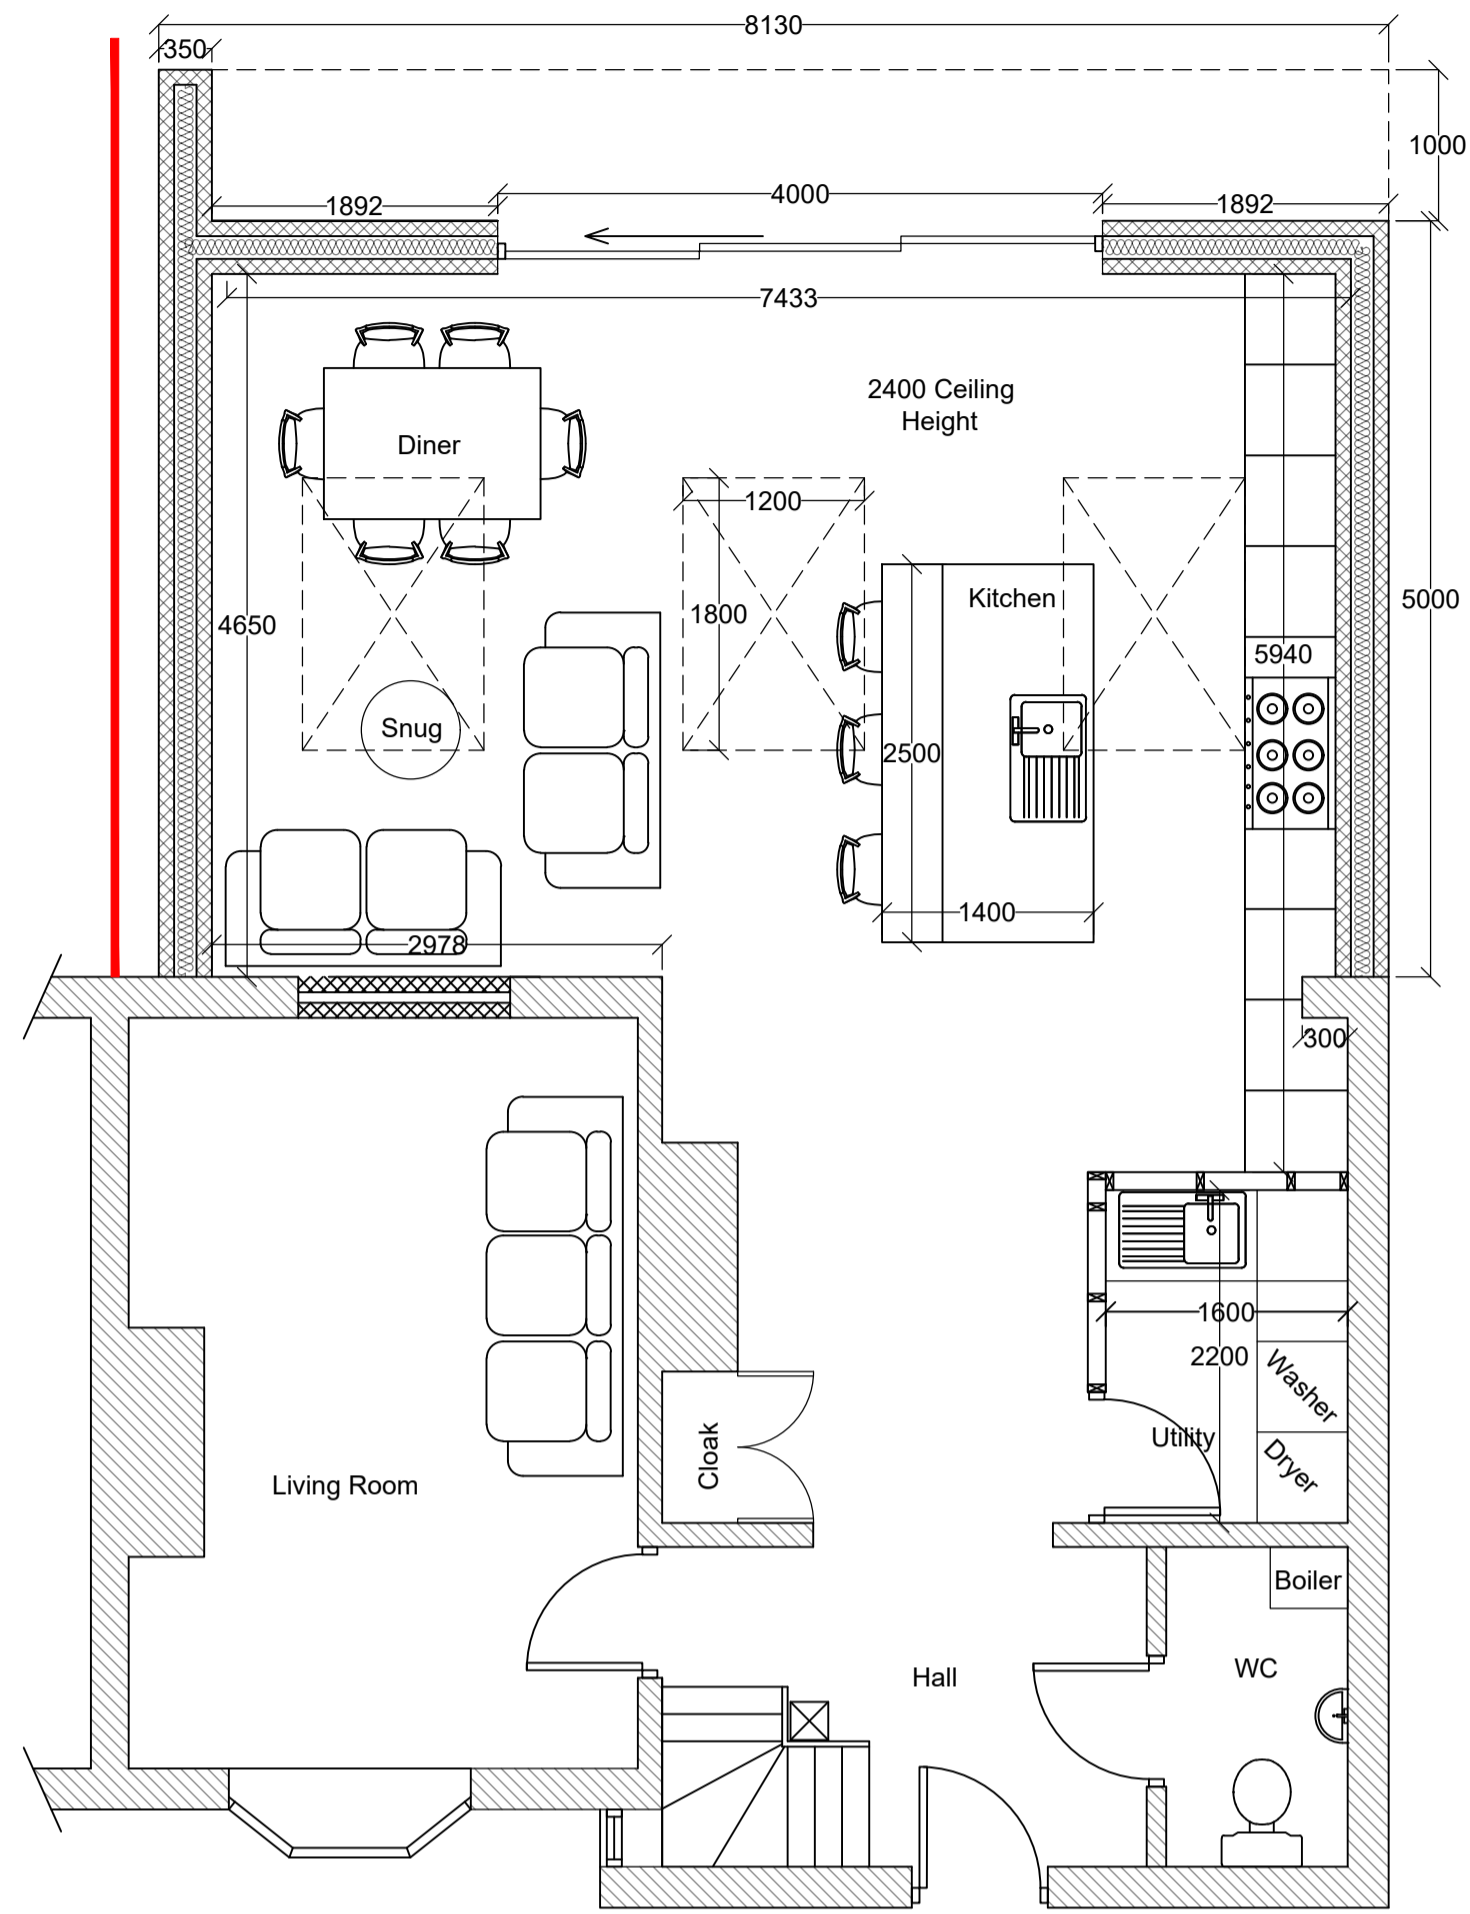 8130
350
1000
1892
4000
1892
7433
2400 Ceiling
Height
Diner
1200
Kitchen
5000
1800
4650
5940
Snug
2500
1400
2978
300
1600
2200
Washer
Utility
Cloak
Dryer
Living Room
Boiler
WC
Hall